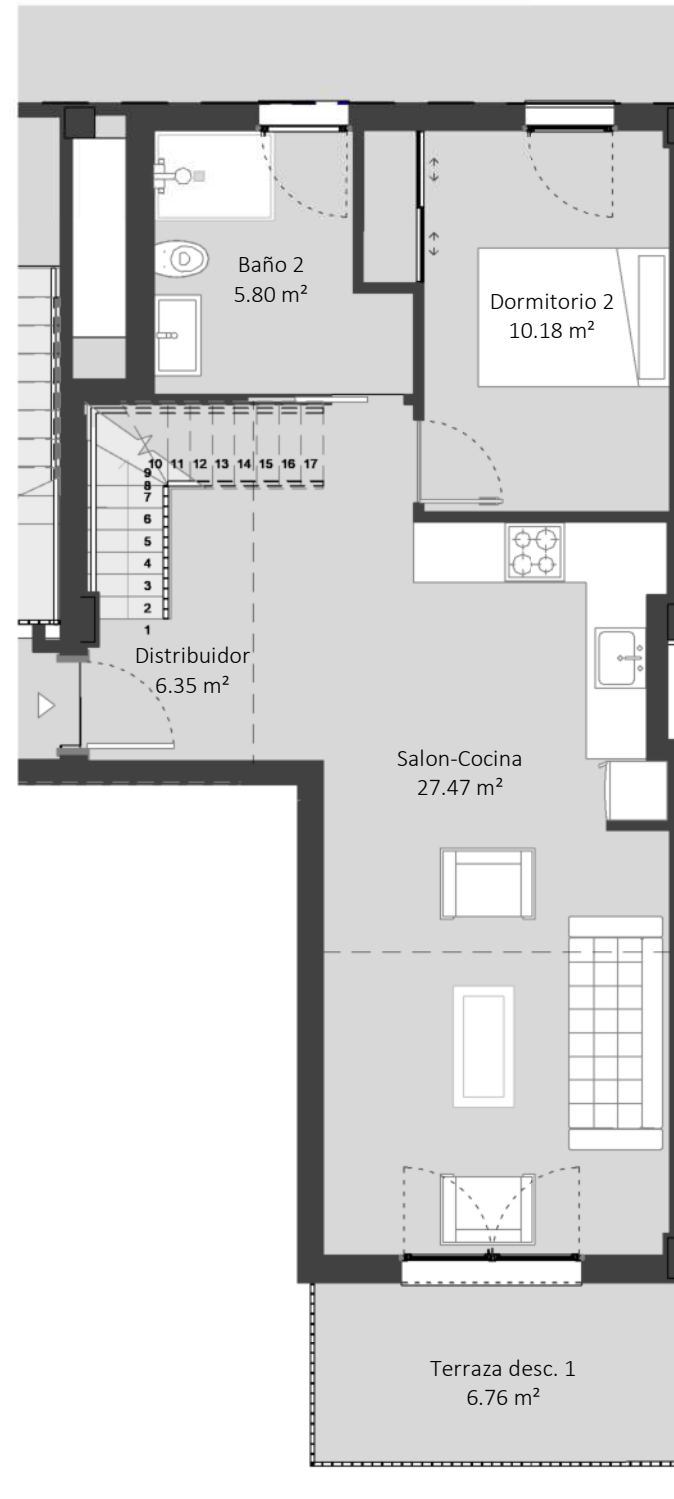 Baño 2
5.80 m²
Dormitorio 2
10.18 m²
10 11 12 13 14 15 16 17
9
8
7
6
5
4
3
2
1
Distribuidor
6.35 m²
Salon-Cocina
27.47 m²
Terraza desc. 1
6.76 m²